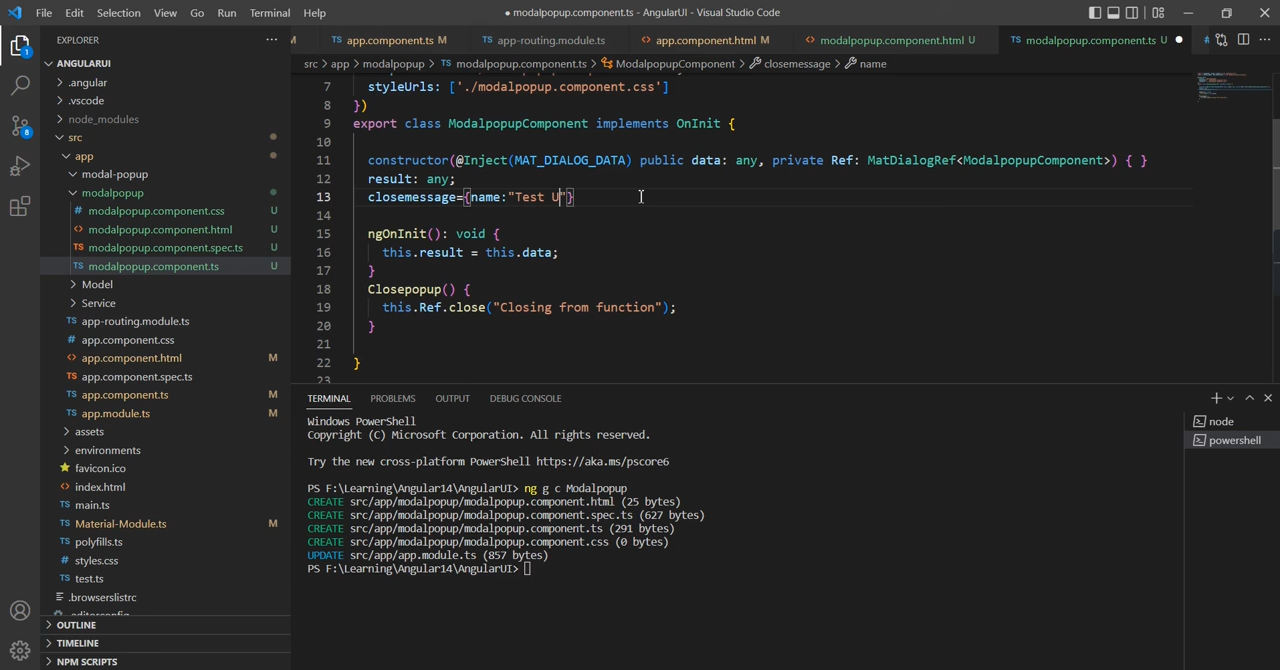 File Edit Selection View Go Run Terminal Help
● modalpopup.component.ts - AngularUI - Visual Studio Code
EXPLORER
M
TS app.component.ts M
TS app-routing.module.ts
<> app.component.html M
<> modalpopup.component.html U
TS modalpopup.component.ts U ●
src > app > modalpopup > TS modalpopup.component.ts > ModalpopupComponent > closemessage > name
ANGULARUI
.angular
.vscode
node_modules
src
app
modal-popup
modalpopup
# modalpopup.component.css U
<> modalpopup.component.html U
TS modalpopup.component.spec.ts U
TS modalpopup.component.ts U
Model
Service
TS app-routing.module.ts
# app.component.css
<> app.component.html M
TS app.component.spec.ts
TS app.component.ts M
TS app.module.ts M
assets
environments
favicon.ico
<> index.html
TS main.ts
TS Material-Module.ts M
TS polyfills.ts
# styles.css
TS test.ts
.browserslistrc
.editorconfig
OUTLINE
TIMELINE
NPM SCRIPTS
1
8
7 styleUrls: ['./modalpopup.component.css']
8 })
9 export class ModalpopupComponent implements OnInit {
10
11 constructor(@Inject(MAT_DIALOG_DATA) public data: any, private Ref: MatDialogRef<ModalpopupComponent>) { }
12 result: any;
13 closemessage={name:"Test U"}
14
15 ngOnInit(): void {
16 this.result = this.data;
17 }
18 Closepopup() {
19 this.Ref.close("Closing from function");
20 }
21
22 }
23
TERMINAL PROBLEMS OUTPUT DEBUG CONSOLE
Windows PowerShell
Copyright (C) Microsoft Corporation. All rights reserved.
Try the new cross-platform PowerShell https://aka.ms/pscore6
PS F:\Learning\Angular14\AngularUI> ng g c Modalpopup
CREATE src/app/modalpopup/modalpopup.component.html (25 bytes)
CREATE src/app/modalpopup/modalpopup.component.spec.ts (627 bytes)
CREATE src/app/modalpopup/modalpopup.component.ts (291 bytes)
CREATE src/app/modalpopup/modalpopup.component.css (0 bytes)
UPDATE src/app/app.module.ts (857 bytes)
PS F:\Learning\Angular14\AngularUI>
node
powershell